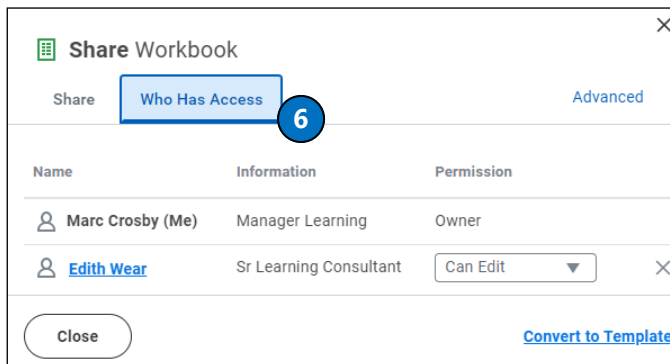 Share Workbook
Share Who Has Access Advanced
6
Name Information Permission
Marc Crosby (Me) Manager Learning Owner
Edith Wear Sr Learning Consultant Can Edit
Close Convert to Template